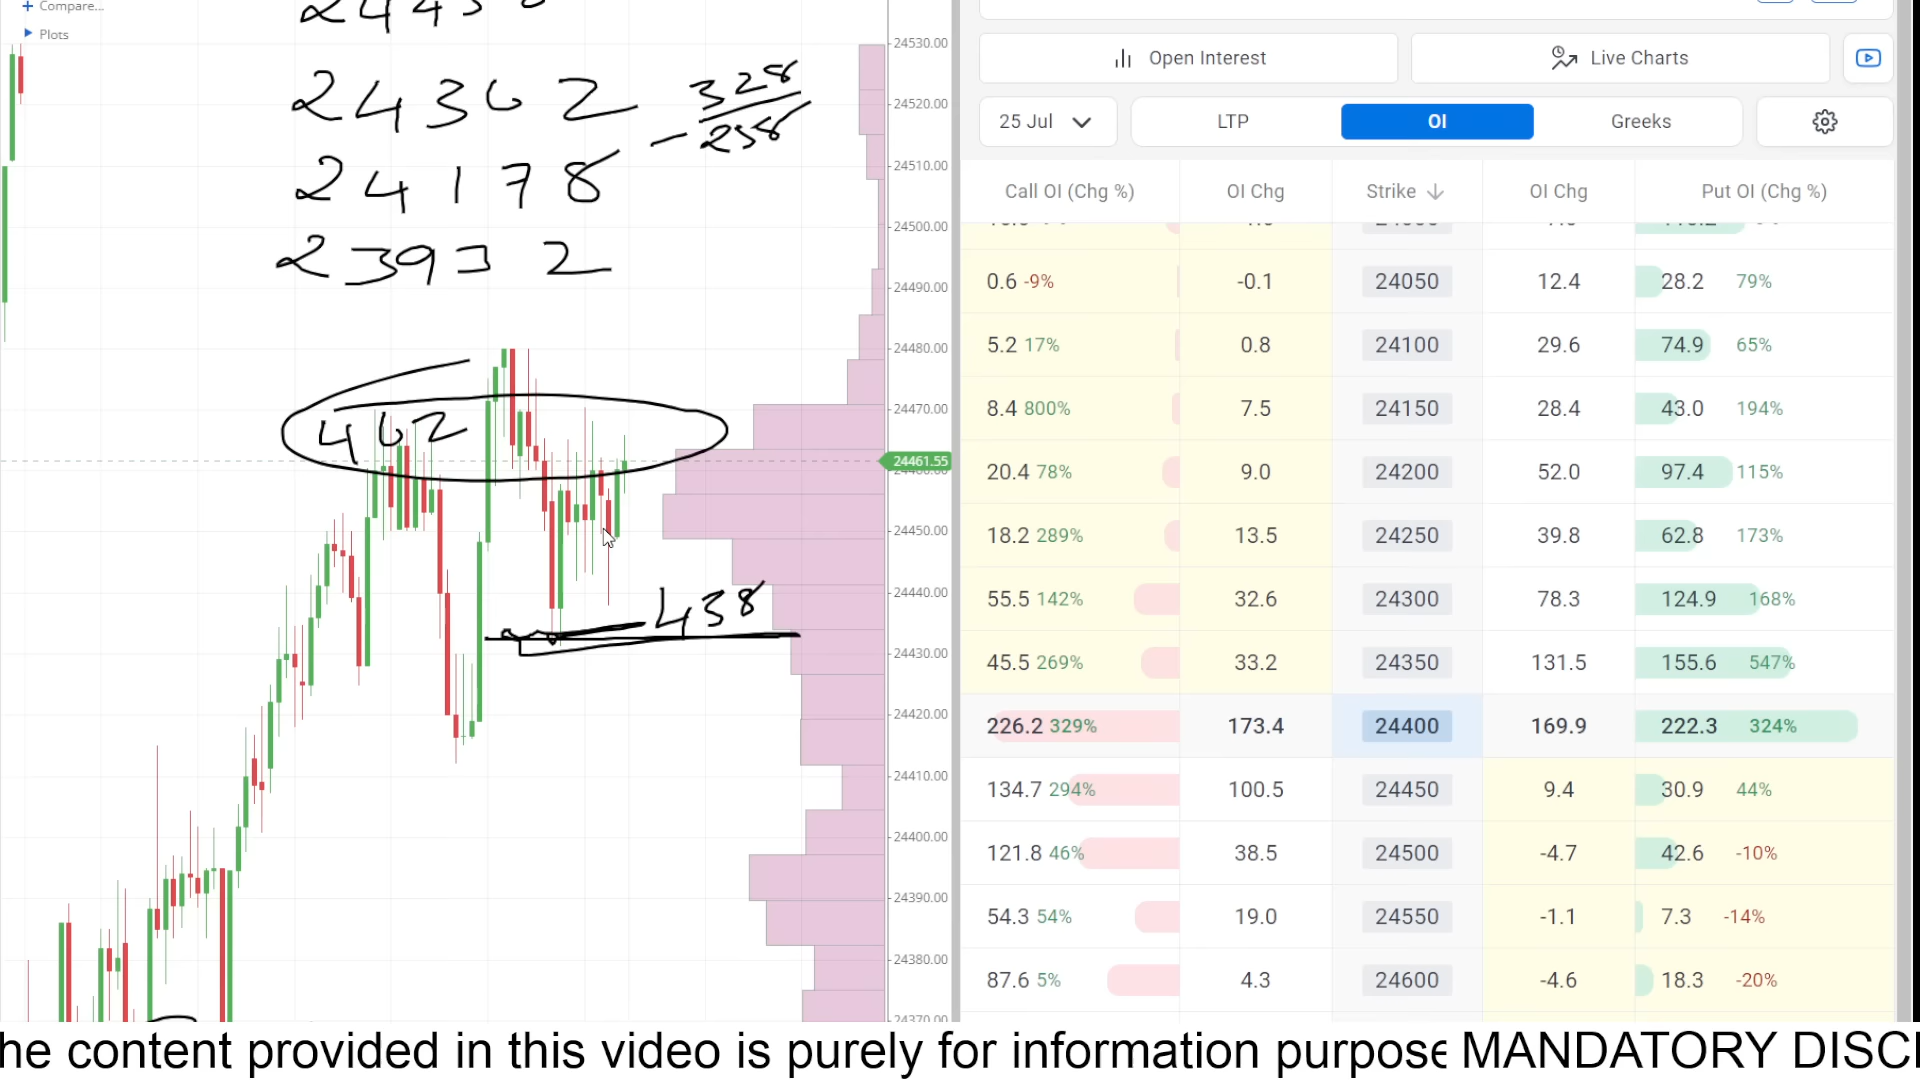 + Compare...
Plots
24362 - 328
- 258
24178
23932
462
438
24530.00
24520.00
24510.00
24500.00
24490.00
24480.00
24470.00
24461.55
24450.00
24440.00
24430.00
24420.00
24410.00
24400.00
24390.00
24380.00
24370.00
Open Interest
Live Charts
25 Jul
LTP
OI
Greeks
Call OI (Chg %) OI Chg Strike ↓ OI Chg Put OI (Chg %)
0.6 -9% -0.1 24050 12.4 28.2 79%
5.2 17% 0.8 24100 29.6 74.9 65%
8.4 800% 7.5 24150 28.4 43.0 194%
20.4 78% 9.0 24200 52.0 97.4 115%
18.2 289% 13.5 24250 39.8 62.8 173%
55.5 142% 32.6 24300 78.3 124.9 168%
45.5 269% 33.2 24350 131.5 155.6 547%
226.2 329% 173.4 24400 169.9 222.3 324%
134.7 294% 100.5 24450 9.4 30.9 44%
121.8 46% 38.5 24500 -4.7 42.6 -10%
54.3 54% 19.0 24550 -1.1 7.3 -14%
87.6 5% 4.3 24600 -4.6 18.3 -20%
he content provided in this video is purely for information purpose MANDATORY DISC